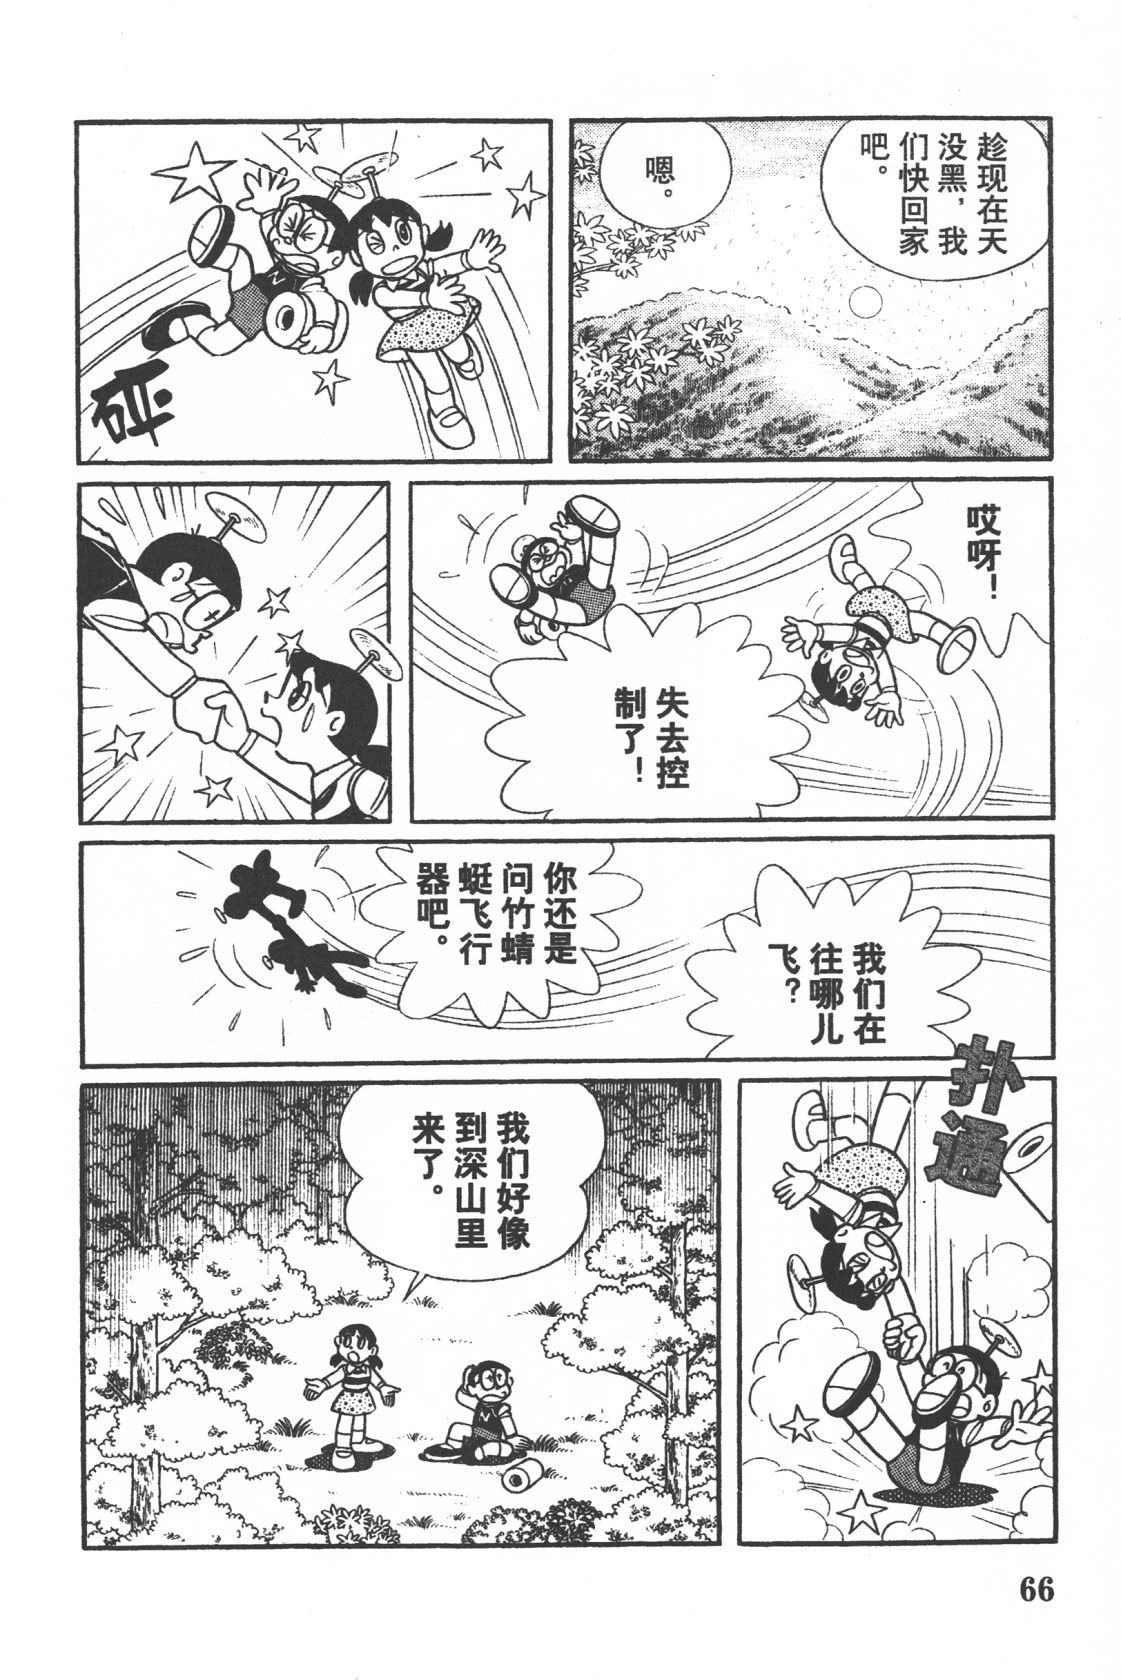 趁现在天
没黑，我
们快回家
吧。
嗯。
砰
哎呀！
失去控
制了！
我们在
往哪儿
飞？
你还是
问竹蜻
蜓飞行
器吧。
扑通
我们好像
到深山里
来了。
66